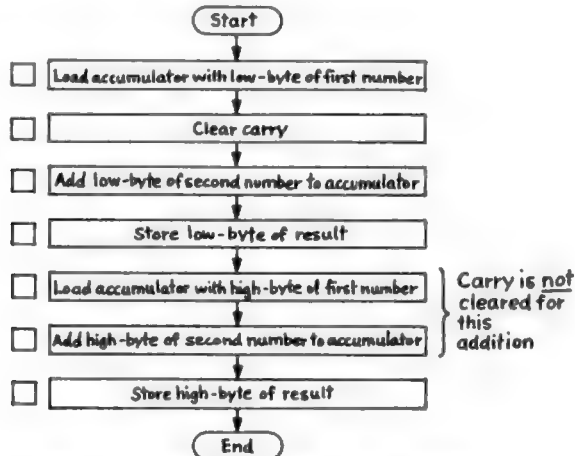 Start
Load accumulator with low-byte of first number
Clear carry
Add low-byte of second number to accumulator
Store low-byte of result
Load accumulator with high-byte of first number
Add high-byte of second number to accumulator
Carry is not
cleared for
this
addition
Store high-byte of result
End